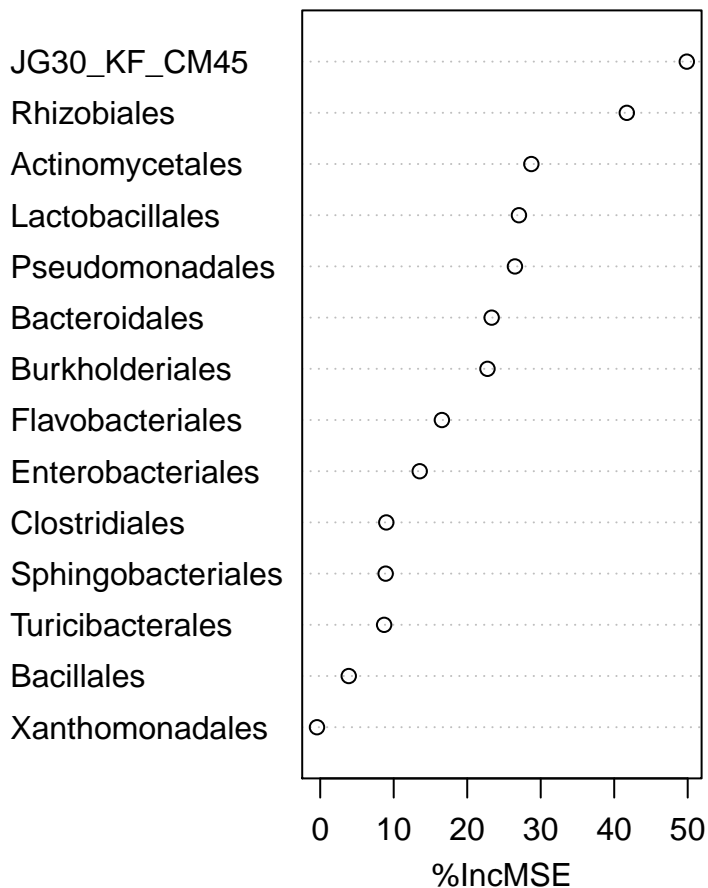 JG30_KF_CM45
Rhizobiales
Actinomycetales
Lactobacillales
Pseudomonadales
Bacteroidales
Burkholderiales
Flavobacteriales
Enterobacteriales
Clostridiales
Sphingobacteriales
Turicibacterales
Bacillales
Xanthomonadales
0 10 20 30 40 50
%IncMSE